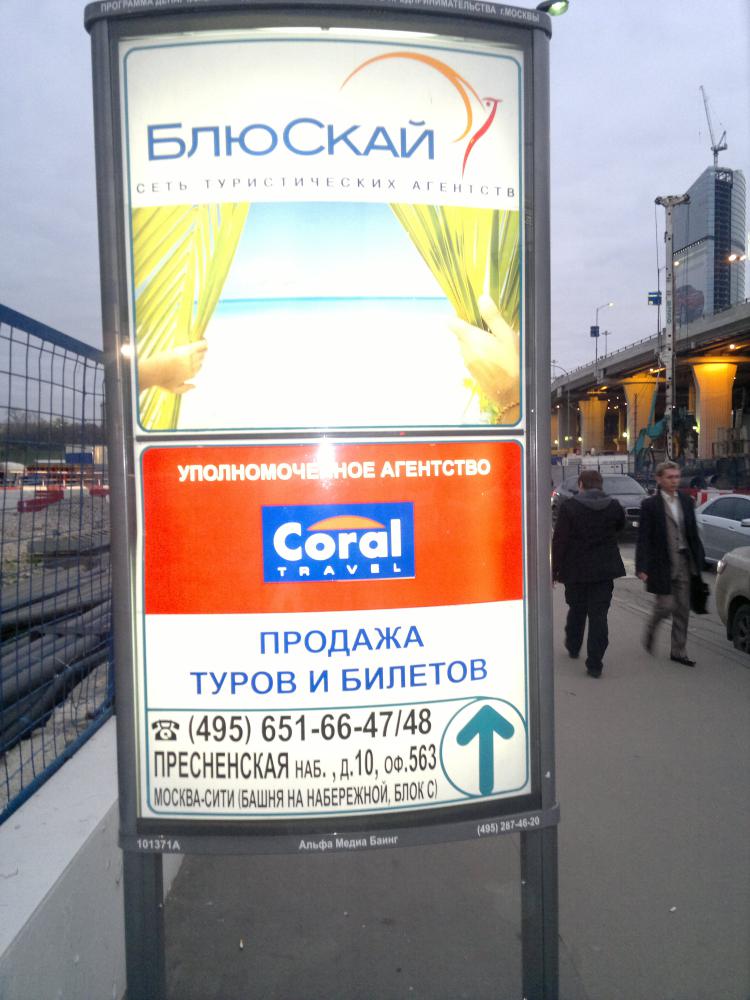 ПРОГРАММА ДЕПАР ПРЕДПРИНИМАТЕЛЬСТВА г.МОСКВЫ
БЛЮСКАЙ
СЕТЬ ТУРИСТИЧЕСКИХ АГЕНТСТВ
УПОЛНОМОЧЕННОЕ АГЕНТСТВО
Coral
TRAVEL
ПРОДАЖА
ТУРОВ И БИЛЕТОВ
☎ (495) 651-66-47/48
ПРЕСНЕНСКАЯ НАБ. , Д.10, ОФ.563
МОСКВА-СИТИ (БАШНЯ НА НАБЕРЕЖНОЙ, БЛОК С)
101371А Альфа Медиа Баинг (495) 287-46-20